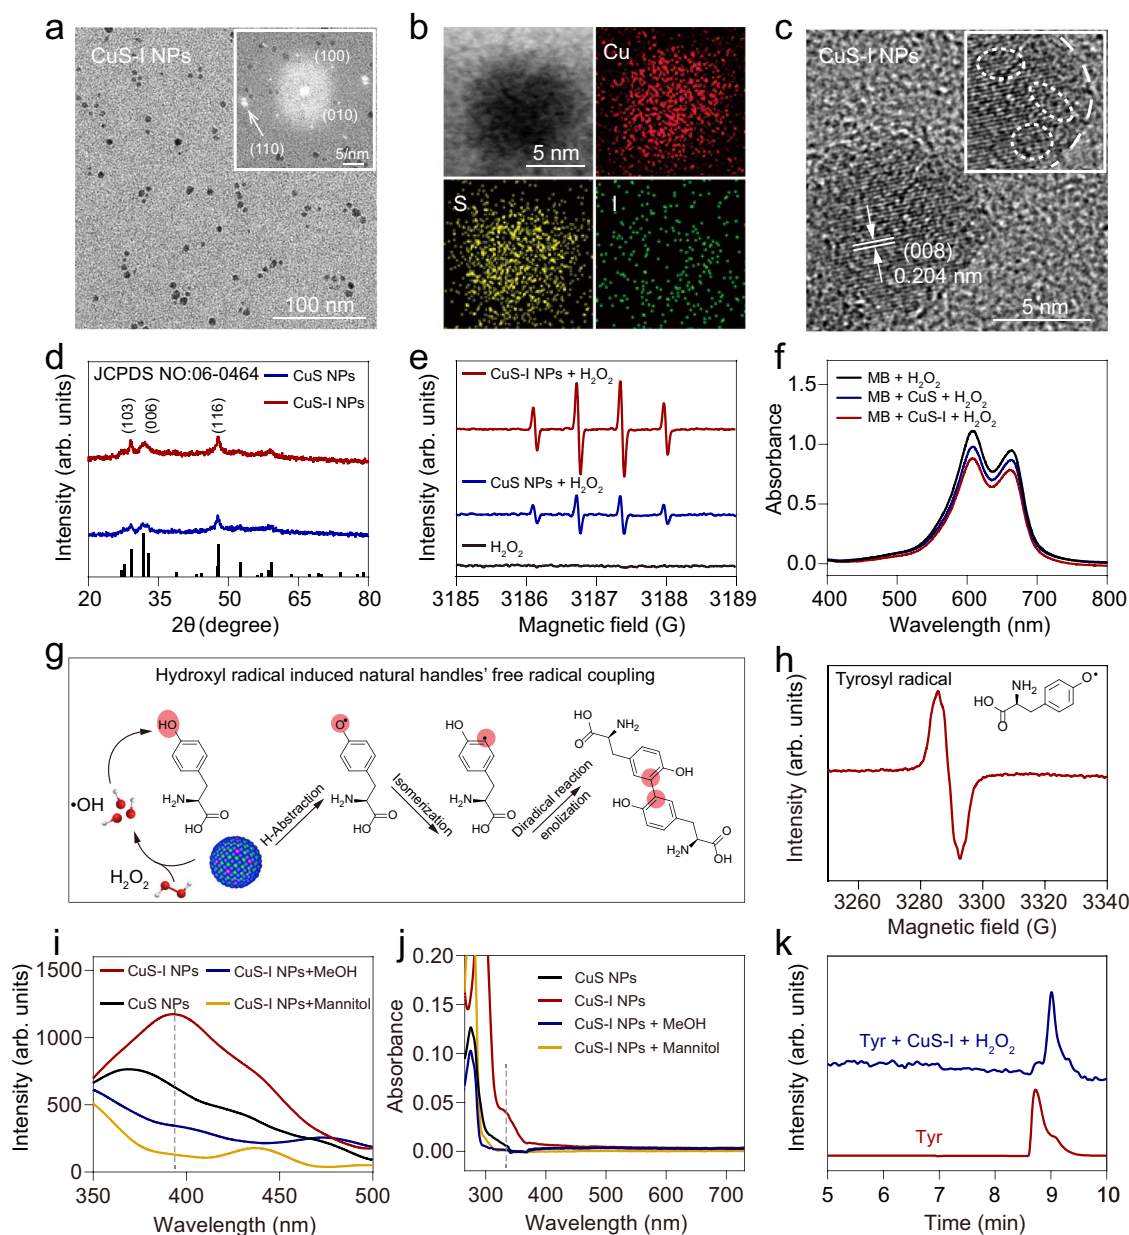 a
CuS-I NPs
(100)
(010)
(110)
5/nm
100 nm
b
Cu
5 nm
S
I
c
CuS-I NPs
(008)
0.204 nm
5 nm
d
JCPDS NO:06-0464
CuS NPs
CuS-I NPs
(103)
(006)
(116)
Intensity (arb. units)
20 35 50 65 80
2θ (degree)
e
CuS-I NPs + H₂O₂
CuS NPs + H₂O₂
H₂O₂
Intensity (arb. units)
3185 3186 3187 3188 3189
Magnetic field (G)
f
MB + H₂O₂
MB + CuS + H₂O₂
MB + CuS-I + H₂O₂
1.5
1.0
0.5
0.0
Absorbance
400 500 600 700 800
Wavelength (nm)
g
Hydroxyl radical induced natural handles' free radical coupling
HO
H₂N
O
OH
•OH
H₂O₂
H-Abstraction
O•
H₂N
O
OH
Isomerization
HO
•
H₂N
O
OH
Diradical reaction
enolization
O
HO
NH₂
OH
HO
H₂N
O
OH
h
Tyrosyl radical
O
HO
NH₂
O•
Intensity (arb. units)
3260 3280 3300 3320 3340
Magnetic field (G)
i
CuS-I NPs
CuS-I NPs+MeOH
CuS NPs
CuS-I NPs+Mannitol
1500
1000
500
0
Intensity (arb. units)
350 400 450 500
Wavelength (nm)
j
CuS NPs
CuS-I NPs
CuS-I NPs + MeOH
CuS-I NPs + Mannitol
0.20
0.15
0.10
0.05
0.00
Absorbance
300 400 500 600 700
Wavelength (nm)
k
Tyr + CuS-I + H₂O₂
Tyr
Intensity (arb. units)
5 6 7 8 9 10
Time (min)